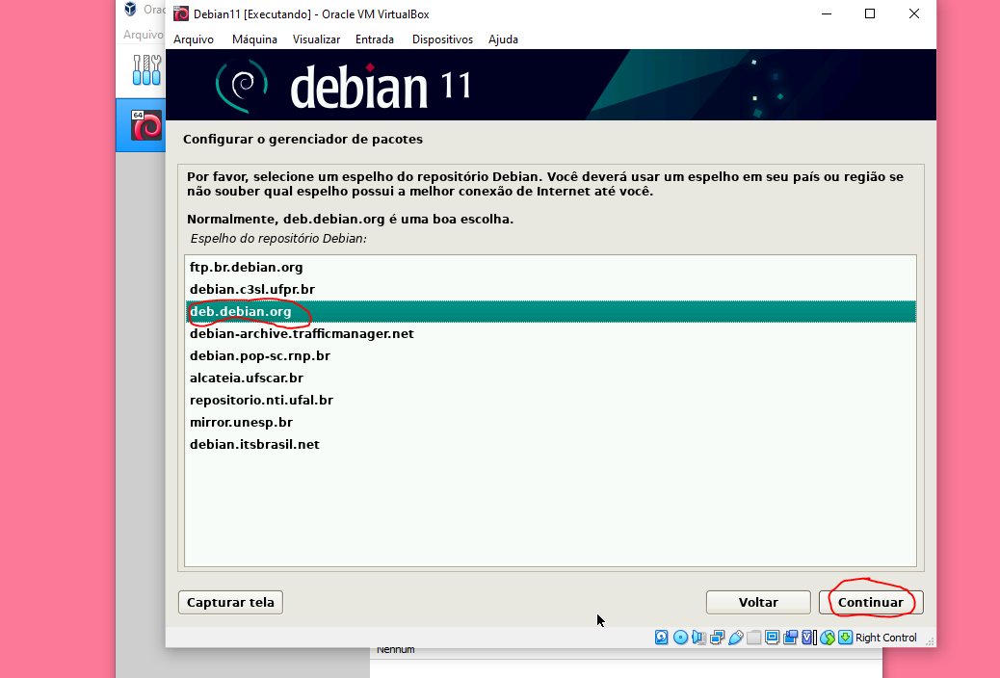 Orac
Debian11 [Executando] - Oracle VM VirtualBox
Arquivo
Arquivo Máquina Visualizar Entrada Dispositivos Ajuda
debian 11
64
Configurar o gerenciador de pacotes
Por favor, selecione um espelho do repositório Debian. Você deverá usar um espelho em seu país ou região se
não souber qual espelho possui a melhor conexão de Internet até você.
Normalmente, deb.debian.org é uma boa escolha.
Espelho do repositório Debian:
ftp.br.debian.org
debian.c3sl.ufpr.br
deb.debian.org
debian-archive.trafficmanager.net
debian.pop-sc.rnp.br
alcateia.ufscar.br
repositorio.nti.ufal.br
mirror.unesp.br
debian.itsbrasil.net
Capturar tela Voltar Continuar
Right Control
Nenhum